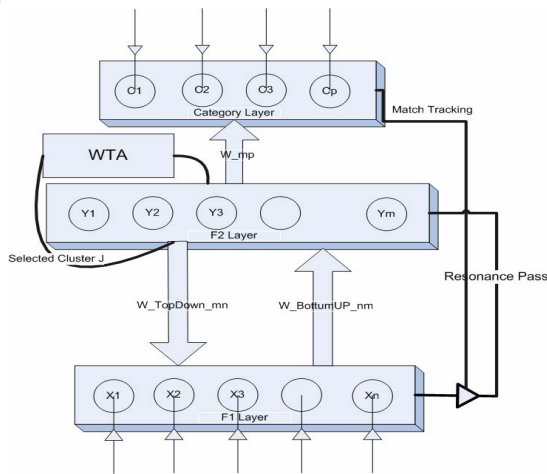 C1 C2 C3 Cp
Category Layer
Match Tracking
WTA
W_mp
Y1 Y2 Y3 Ym
F2 Layer
Selected Cluster J
Resonance Pass
W_TopDown_mn W_BottumUP_nm
X1 X2 X3 Xn
F1 Layer